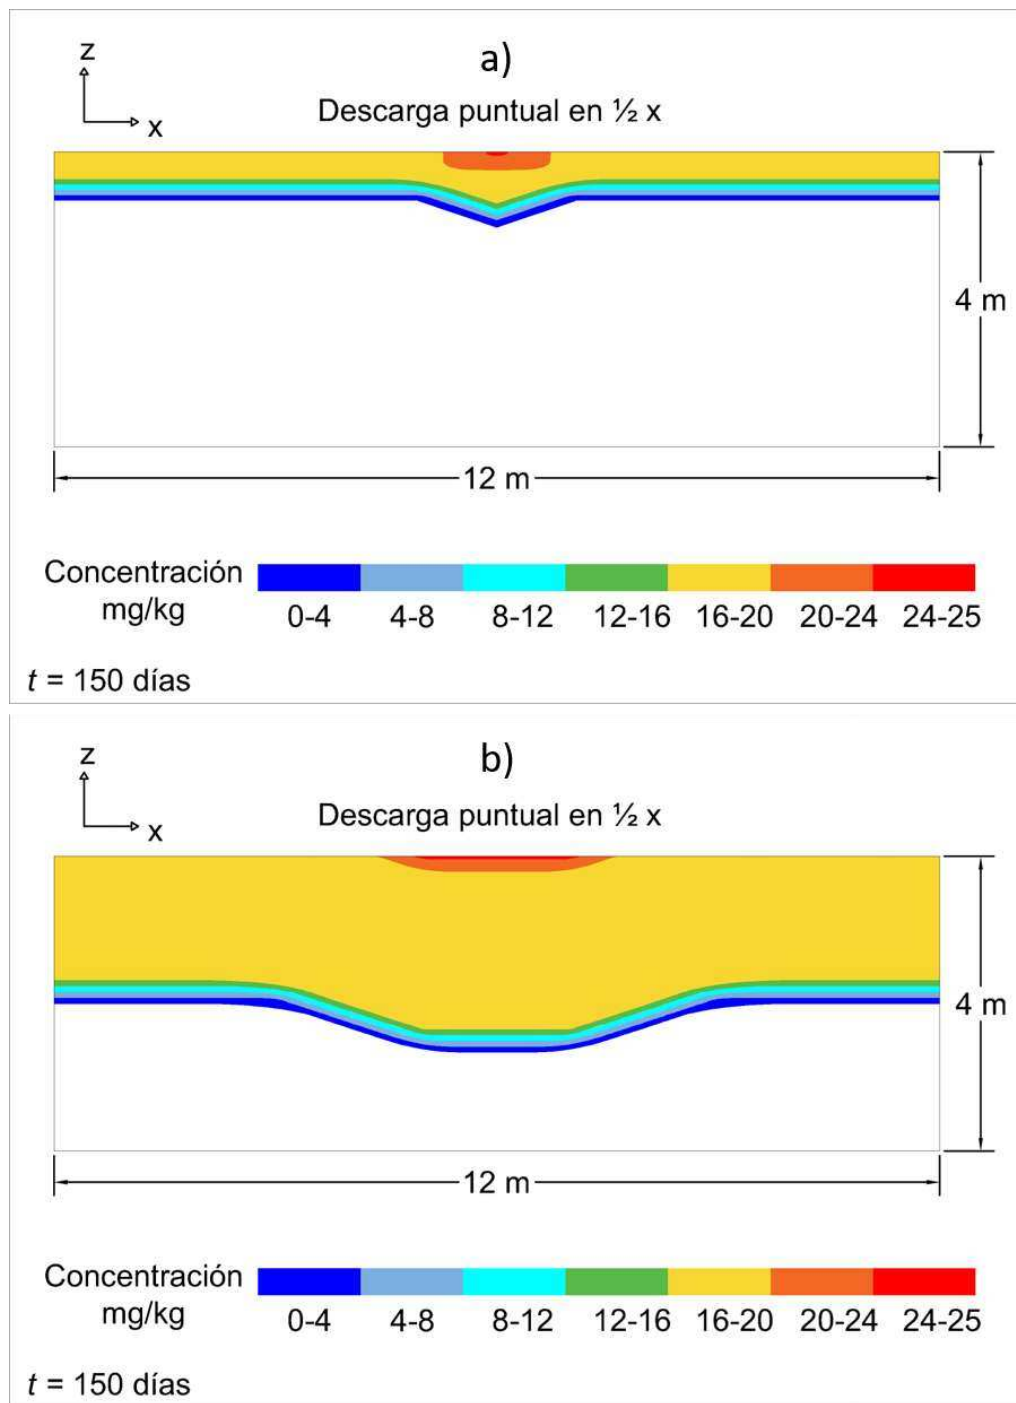 a)
z
x
Descarga puntual en ½ x
4 m
12 m
Concentración
mg/kg
0-4 4-8 8-12 12-16 16-20 20-24 24-25
t = 150 días
b)
z
x
Descarga puntual en ½ x
4 m
12 m
Concentración
mg/kg
0-4 4-8 8-12 12-16 16-20 20-24 24-25
t = 150 días